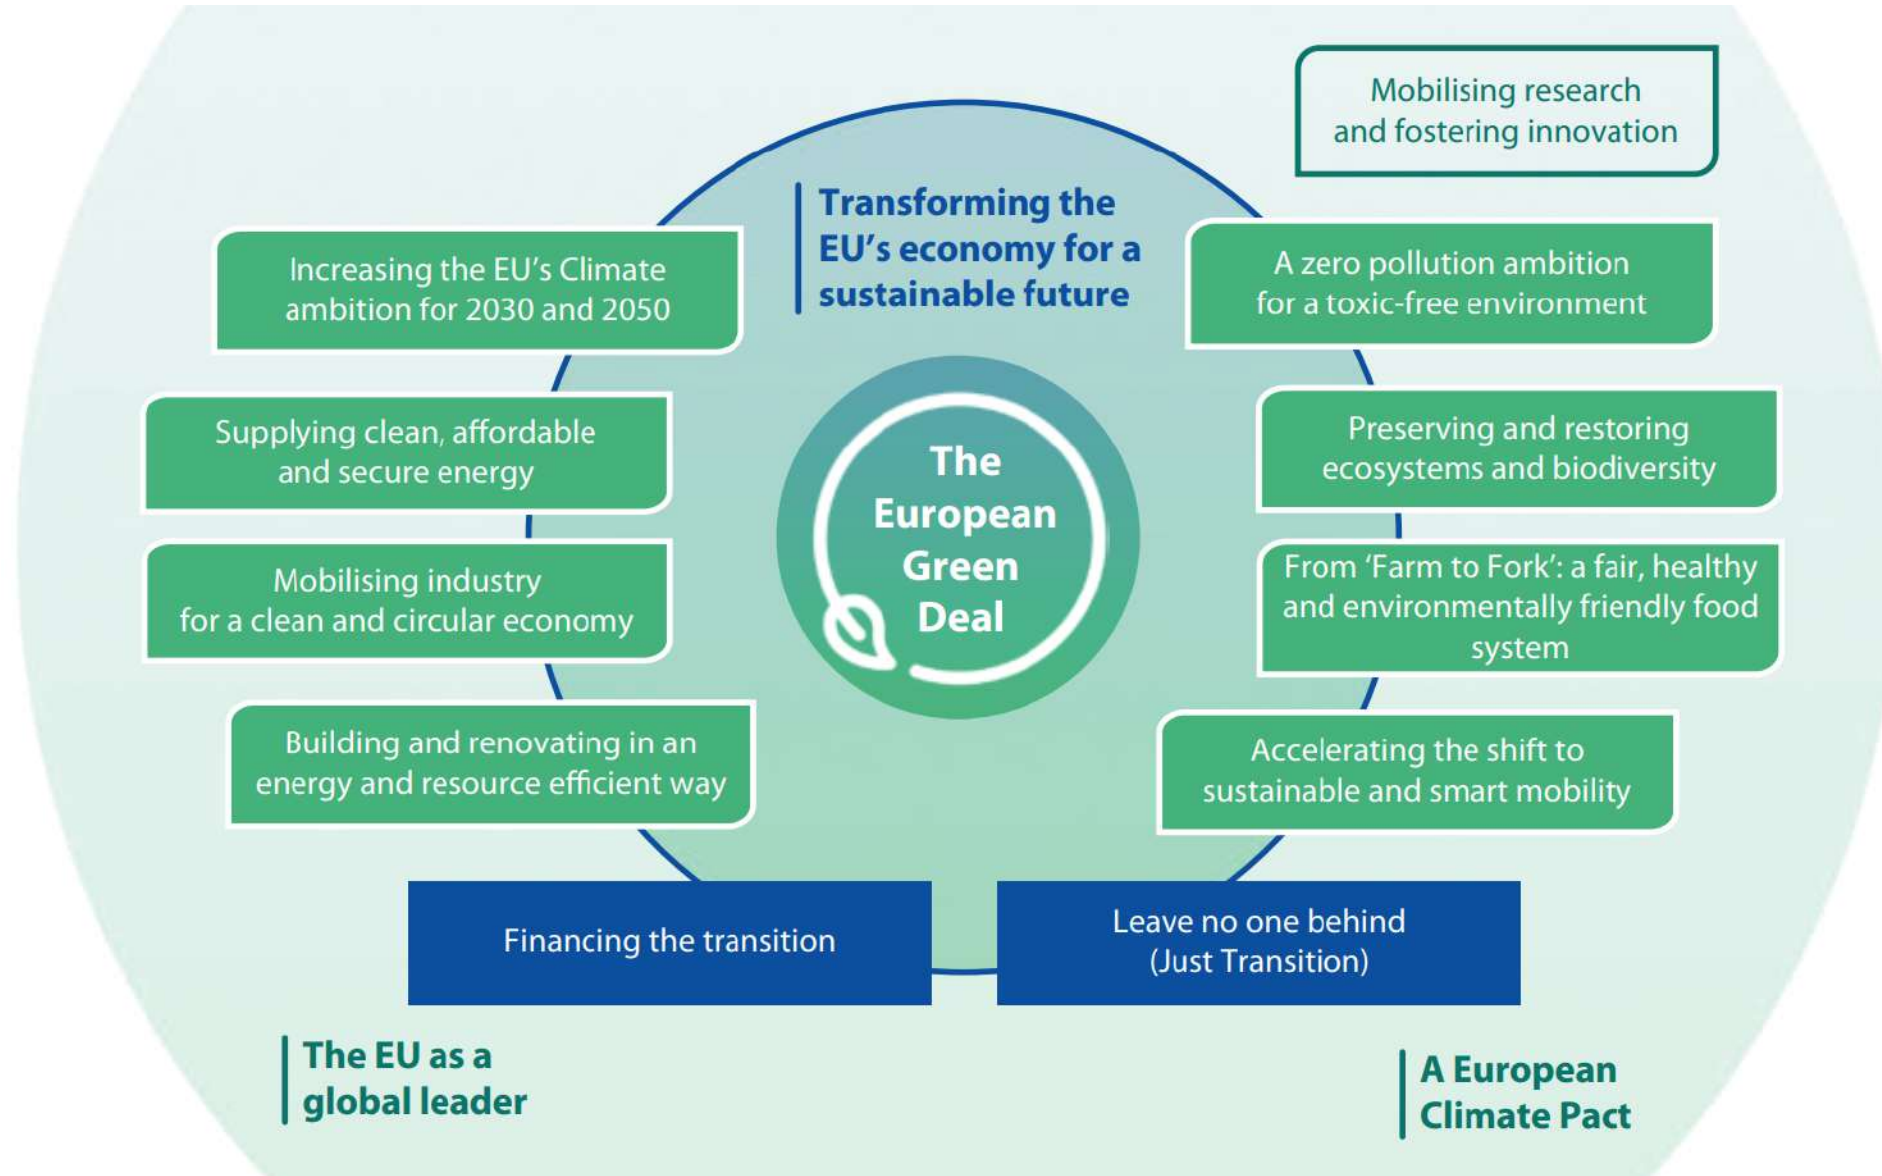 Mobilising research
and fostering innovation
Transforming the
EU’s economy for a
sustainable future
Increasing the EU’s Climate
ambition for 2030 and 2050
A zero pollution ambition
for a toxic-free environment
Supplying clean, affordable
and secure energy
Preserving and restoring
ecosystems and biodiversity
The
European
Green
Deal
Mobilising industry
for a clean and circular economy
From ‘Farm to Fork’: a fair, healthy
and environmentally friendly food
system
Building and renovating in an
energy and resource efficient way
Accelerating the shift to
sustainable and smart mobility
Financing the transition
Leave no one behind
(Just Transition)
The EU as a
global leader
A European
Climate Pact